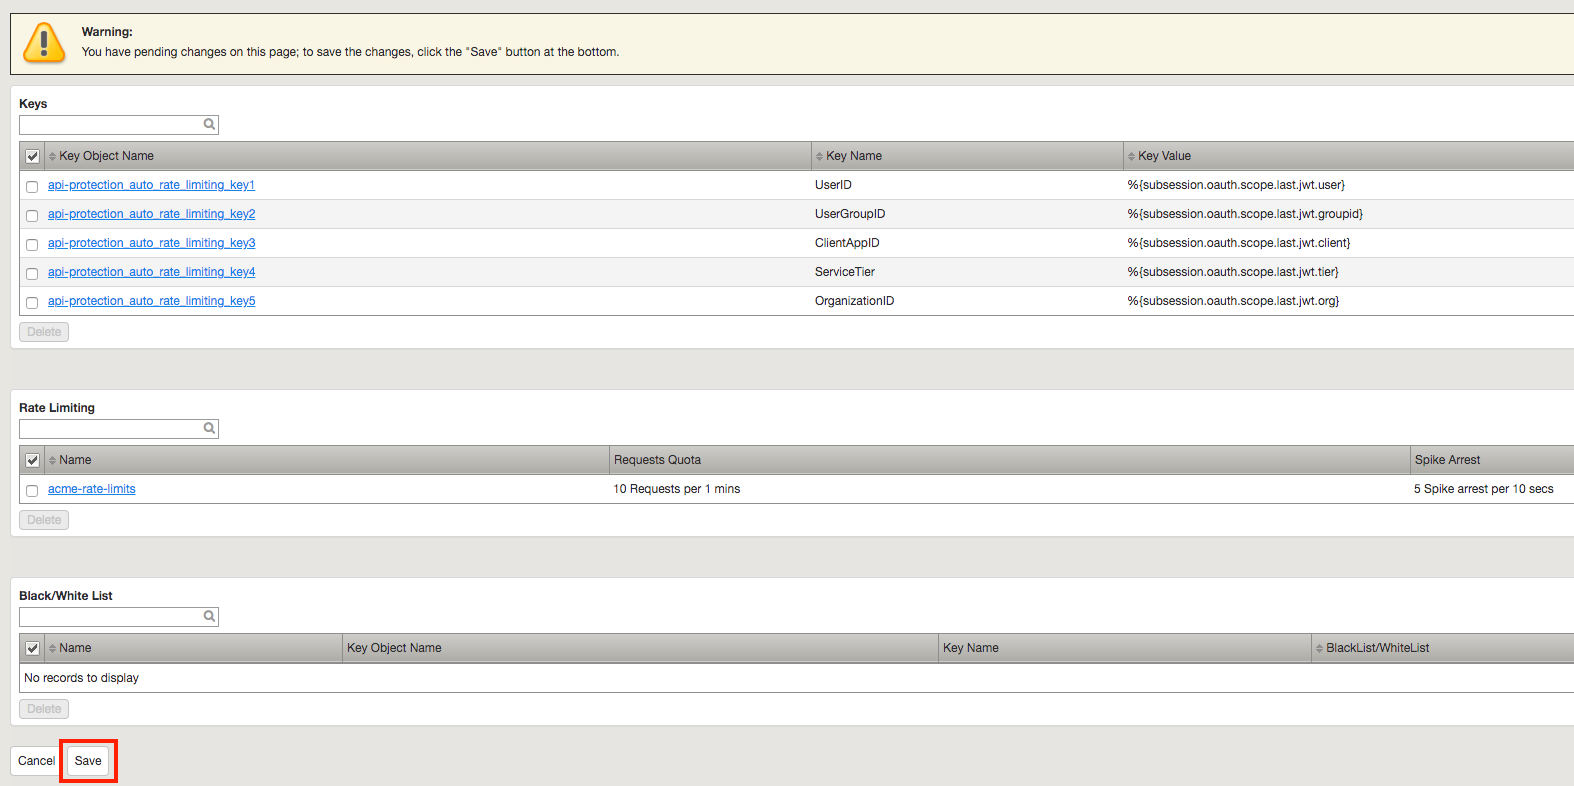 Warning:
You have pending changes on this page; to save the changes, click the "Save" button at the bottom.
Keys
Key Object Name Key Name Key Value
api-protection_auto_rate_limiting_key1 UserID %{subsession.oauth.scope.last.jwt.user}
api-protection_auto_rate_limiting_key2 UserGroupID %{subsession.oauth.scope.last.jwt.groupid}
api-protection_auto_rate_limiting_key3 ClientAppID %{subsession.oauth.scope.last.jwt.client}
api-protection_auto_rate_limiting_key4 ServiceTier %{subsession.oauth.scope.last.jwt.tier}
api-protection_auto_rate_limiting_key5 OrganizationID %{subsession.oauth.scope.last.jwt.org}
Delete
Rate Limiting
Name Requests Quota Spike Arrest
acme-rate-limits 10 Requests per 1 mins 5 Spike arrest per 10 secs
Delete
Black/White List
Name Key Object Name Key Name BlackList/WhiteList
No records to display
Delete
Cancel Save